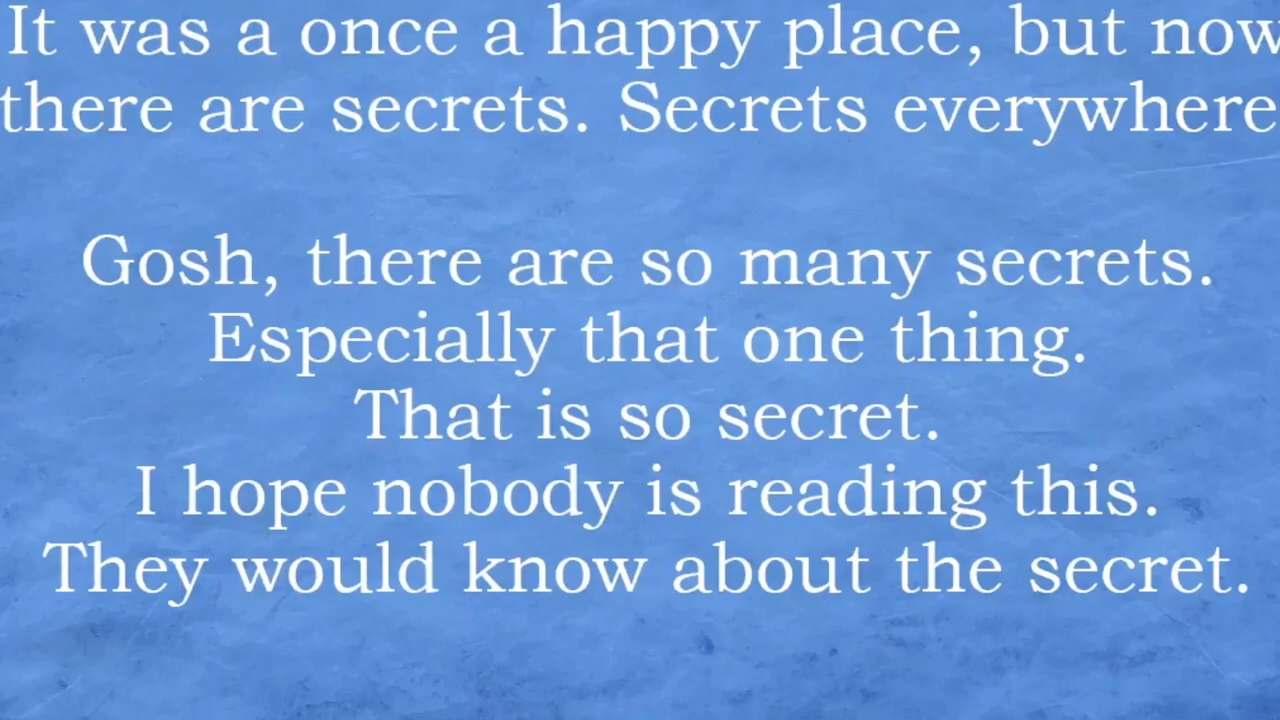 It was a once a happy place, but now
there are secrets. Secrets everywhere
Gosh, there are so many secrets.
Especially that one thing.
That is so secret.
I hope nobody is reading this.
They would know about the secret.